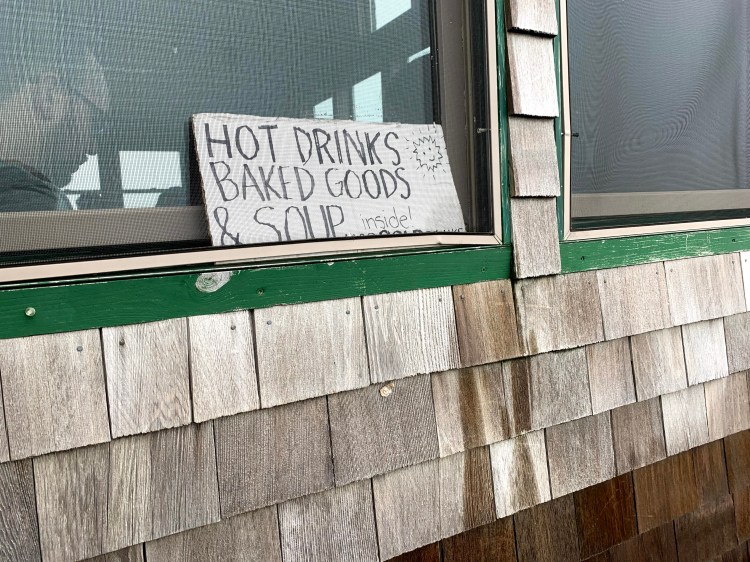 HOT DRINKS
BAKED GOODS
& SOUP inside!